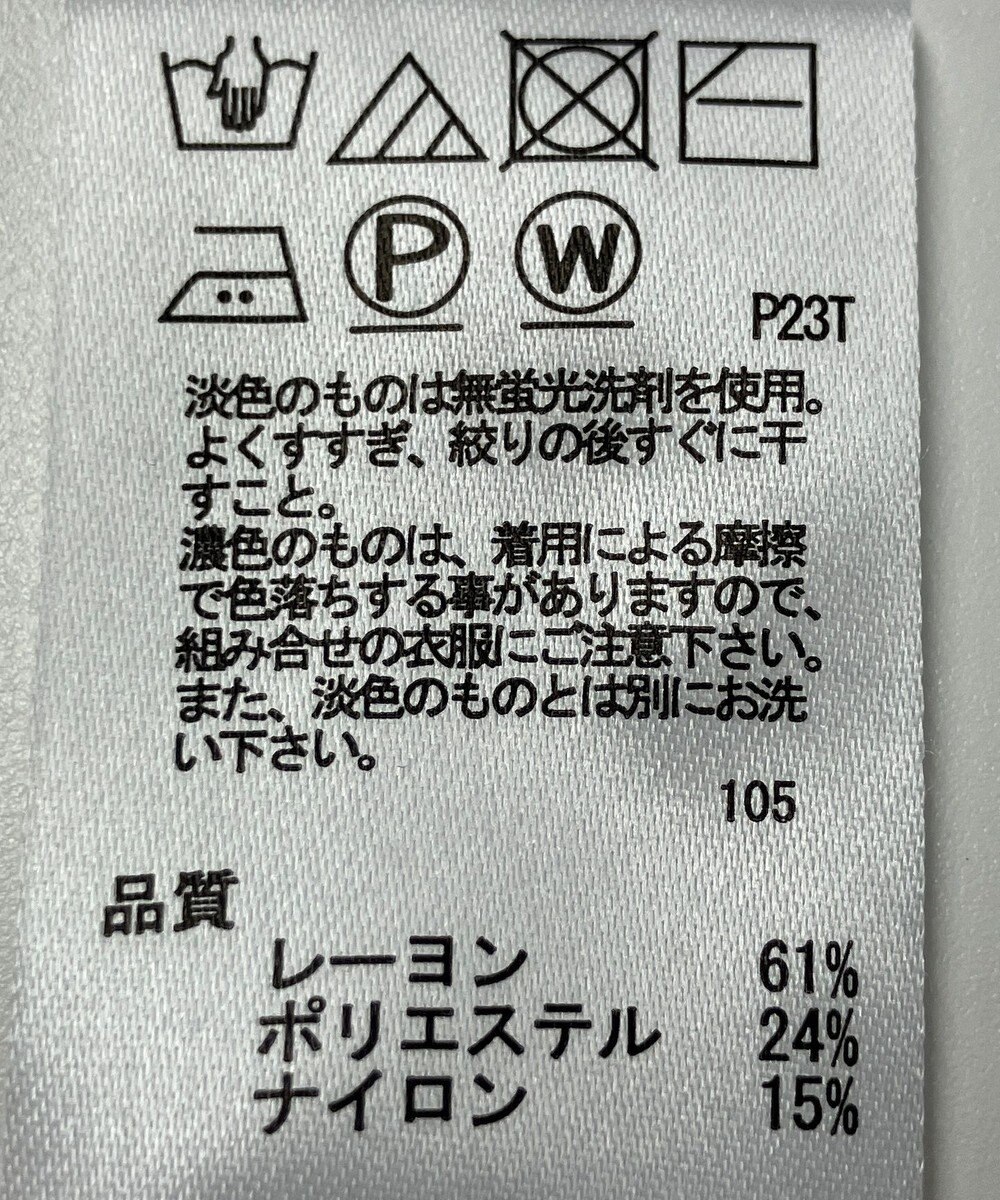 P
W
P23T
淡色のものは無蛍光洗剤を使用。
よくすすぎ、絞りの後すぐに干
すこと。
濃色のものは、着用による摩擦
で色落ちする事がありますので、
組み合せの衣服にご注意下さい。
また、淡色のものとは別にお洗
い下さい。
105
品質
レーヨン 61%
ポリエステル 24%
ナイロン 15%